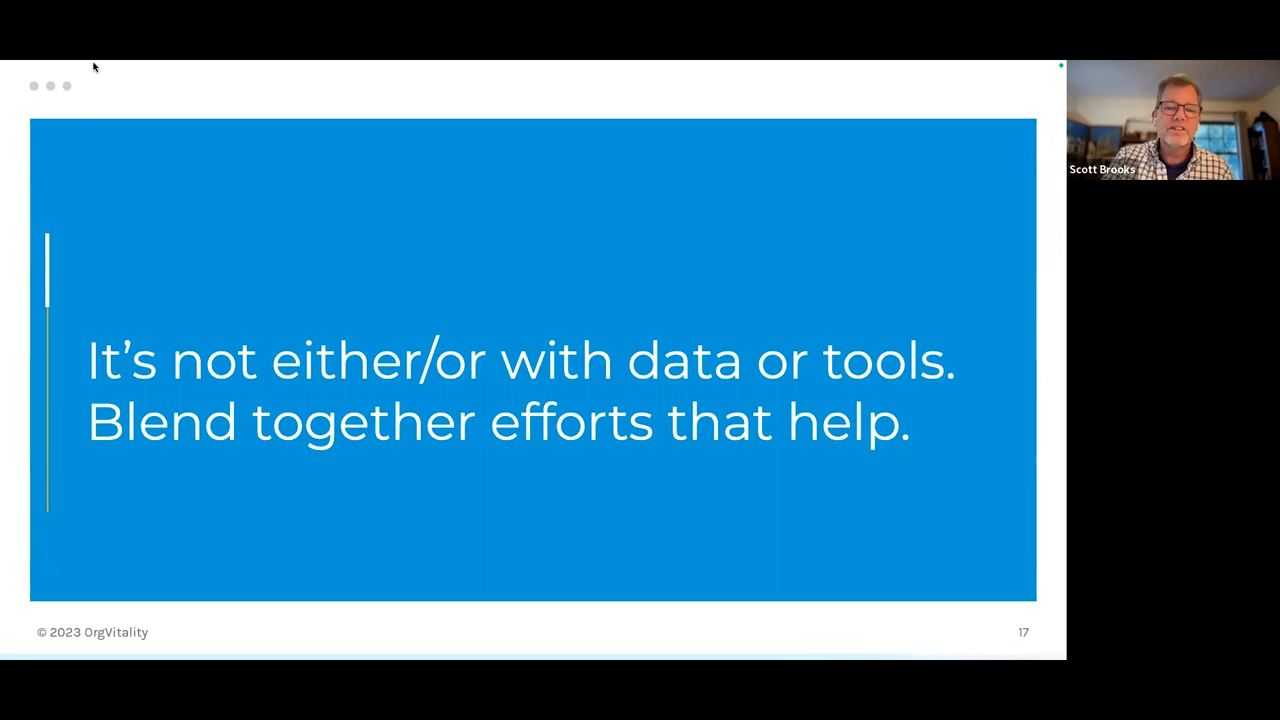 Scott Brooks
It’s not either/or with data or tools.
Blend together efforts that help.
© 2023 OrgVitality
17